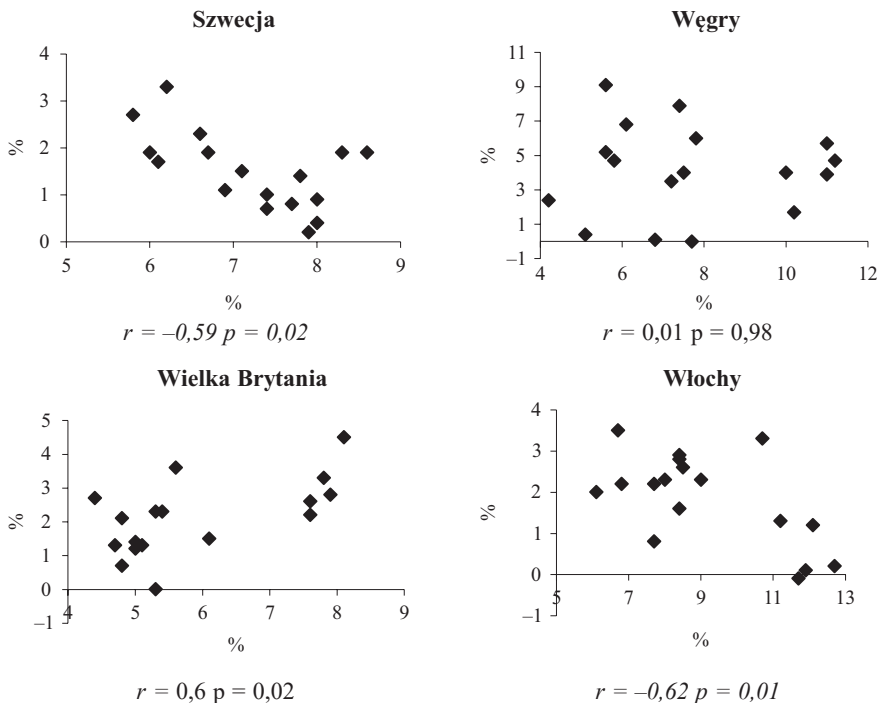 Szwecja
4
3
2
1
0
5 6 7 8 9
%
%
r = –0,59 p = 0,02
Węgry
11
9
7
5
3
1
–1
4 6 8 10 12
%
%
r = 0,01 p = 0,98
Wielka Brytania
5
4
3
2
1
0
–1
4 5 6 7 8 9
%
%
r = 0,6 p = 0,02
Włochy
4
3
2
1
0
–1
5 7 9 11 13
%
%
r = –0,62 p = 0,01